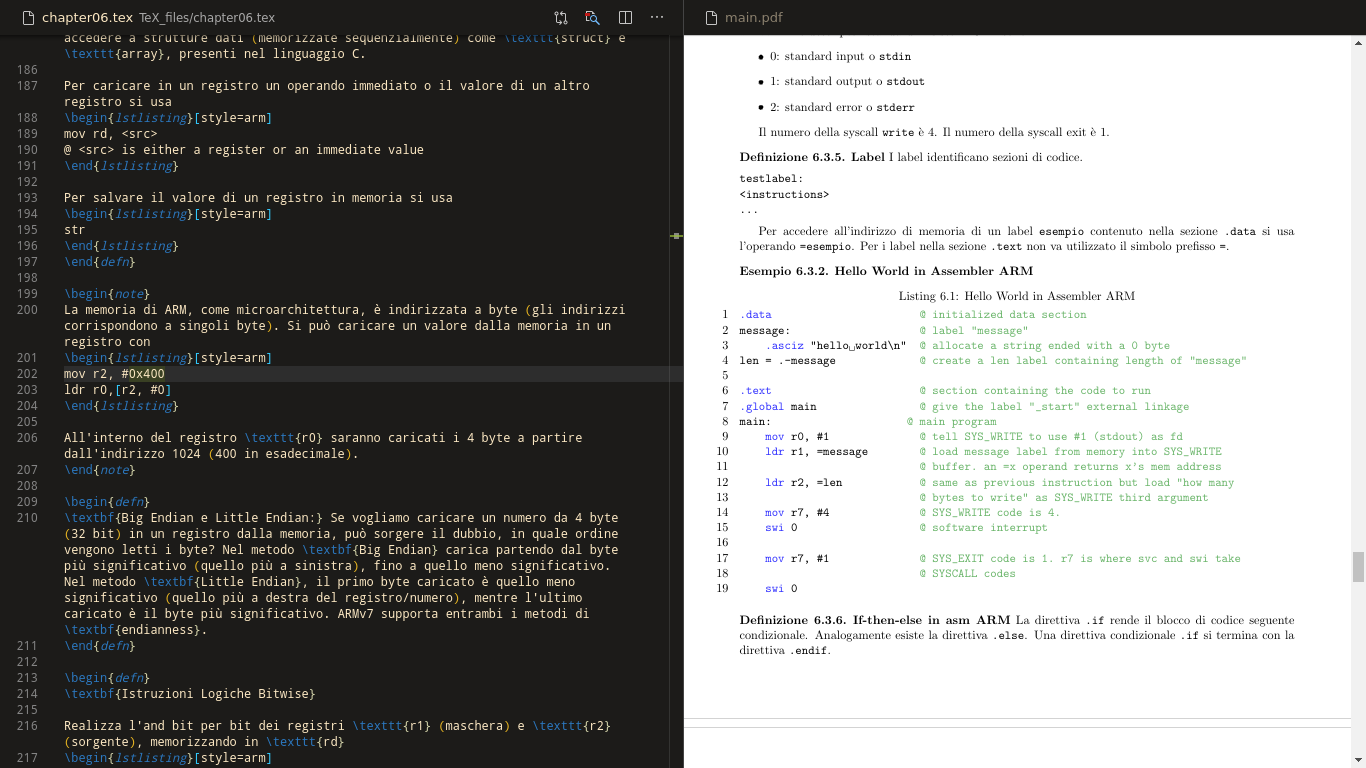 chapter06.tex TeX_files/chapter06.tex
accedere a strutture dati (memorizzate sequenzialmente) come \texttt{struct} e
\texttt{array}, presenti nel linguaggio C.
186
187 Per caricare in un registro un operando immediato o il valore di un altro
registro si usa
188 \begin{lstlisting}[style=arm]
189 mov rd, <src>
190 @ <src> is either a register or an immediate value
191 \end{lstlisting}
192
193 Per salvare il valore di un registro in memoria si usa
194 \begin{lstlisting}[style=arm]
195 str
196 \end{lstlisting}
197 \end{defn}
198
199 \begin{note}
200 La memoria di ARM, come microarchitettura, è indirizzata a byte (gli indirizzi
corrispondono a singoli byte). Si può caricare un valore dalla memoria in un
registro con
201 \begin{lstlisting}[style=arm]
202 mov r2, #0x400
203 ldr r0,[r2, #0]
204 \end{lstlisting}
205
206 All'interno del registro \texttt{r0} saranno caricati i 4 byte a partire
dall'indirizzo 1024 (400 in esadecimale).
207 \end{note}
208
209 \begin{defn}
210 \textbf{Big Endian e Little Endian:} Se vogliamo caricare un numero da 4 byte
(32 bit) in un registro dalla memoria, può sorgere il dubbio, in quale ordine
vengono letti i byte? Nel metodo \textbf{Big Endian} carica partendo dal byte
più significativo (quello più a sinistra), fino a quello meno significativo.
Nel metodo \textbf{Little Endian}, il primo byte caricato è quello meno
significativo (quello più a destra del registro/numero), mentre l'ultimo
caricato è il byte più significativo. ARMv7 supporta entrambi i metodi di
\textbf{endianness}.
211 \end{defn}
212
213 \begin{defn}
214 \textbf{Istruzioni Logiche Bitwise}
215
216 Realizza l'and bit per bit dei registri \texttt{r1} (maschera) e \texttt{r2}
(sorgente), memorizzando in \texttt{rd}
217 \begin{lstlisting}[style=arm]
main.pdf
• 0: standard input o stdin
• 1: standard output o stdout
• 2: standard error o stderr
Il numero della syscall write è 4. Il numero della syscall exit è 1.
Definizione 6.3.5. Label I label identificano sezioni di codice.
testlabel:
<instructions>
...
Per accedere all'indirizzo di memoria di un label esempio contenuto nella sezione .data si usa
l'operando =esempio. Per i label nella sezione .text non va utilizzato il simbolo prefisso =.
Esempio 6.3.2. Hello World in Assembler ARM
Listing 6.1: Hello World in Assembler ARM
1 .data @ initialized data section
2 message: @ label "message"
3 .asciz "hello␣world\n" @ allocate a string ended with a 0 byte
4 len = .-message @ create a len label containing length of "message"
5
6 .text @ section containing the code to run
7 .global main @ give the label "_start" external linkage
8 main: @ main program
9 mov r0, #1 @ tell SYS_WRITE to use #1 (stdout) as fd
10 ldr r1, =message @ load message label from memory into SYS_WRITE
11 @ buffer. an =x operand returns x's mem address
12 ldr r2, =len @ same as previous instruction but load "how many
13 @ bytes to write" as SYS_WRITE third argument
14 mov r7, #4 @ SYS_WRITE code is 4.
15 swi 0 @ software interrupt
16
17 mov r7, #1 @ SYS_EXIT code is 1. r7 is where svc and swi take
18 @ SYSCALL codes
19 swi 0
Definizione 6.3.6. If-then-else in asm ARM La direttiva .if rende il blocco di codice seguente
condizionale. Analogamente esiste la direttiva .else. Una direttiva condizionale .if si termina con la
direttiva .endif.